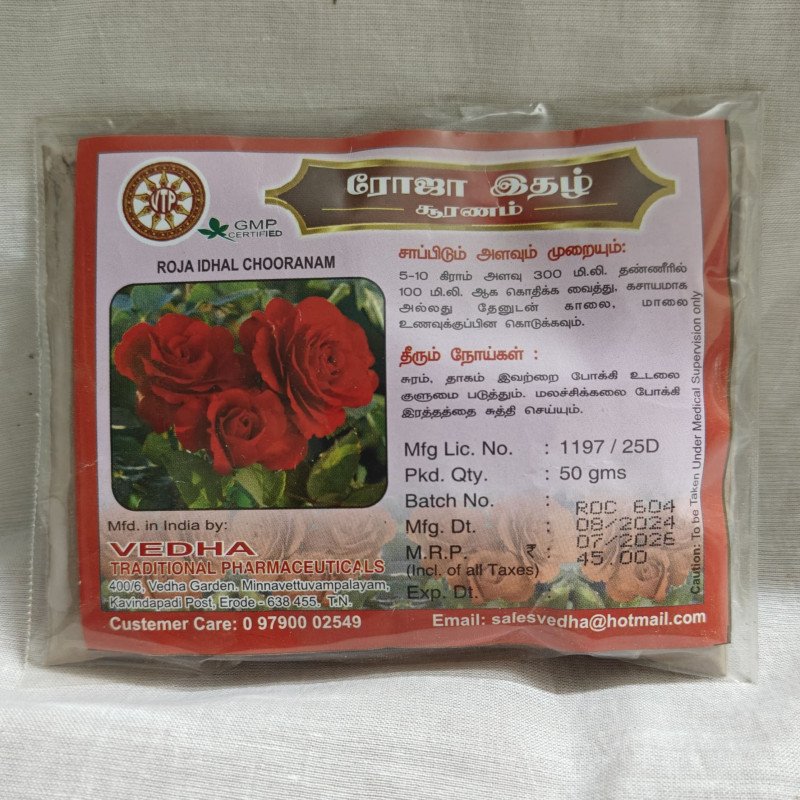 ரோஜா இதழ்
சூரணம்
VTP
GMP
CERTIFIED
ROJA IDHAL CHOORANAM
சாப்பிடும் அளவும் முறையும்:
5-10 கிராம் அளவு 300 மி.லி. தண்ணீரில்
100 மி.லி. ஆக கொதிக்க வைத்து, கசாயமாக
அல்லது தேனுடன் காலை, மாலை
உணவுக்குப்பின கொடுக்கவும்.
தீரும் நோய்கள் :
சுரம், தாகம் இவற்றை போக்கி உடலை
குளுமை படுத்தும். மலச்சிக்கலை போக்கி
இரத்தத்தை சுத்தி செய்யும்.
Mfg Lic. No. : 1197 / 25D
Pkd. Qty. : 50 gms
Batch No. : ROC 604
Mfg. Dt. : 08/2024
07/2026
M.R.P. ₹ : 45.00
(Incl. of all Taxes)
Exp. Dt. :
Caution: To be Taken Under Medical Supervision only
Mfd. in India by:
VEDHA
TRADITIONAL PHARMACEUTICALS
400/6, Vedha Garden. Minnavettuvampalayam,
Kavindapadi Post, Erode - 638 455. T.N.
Custemer Care: 0 97900 02549
Email: safesvedha@hotmail.com